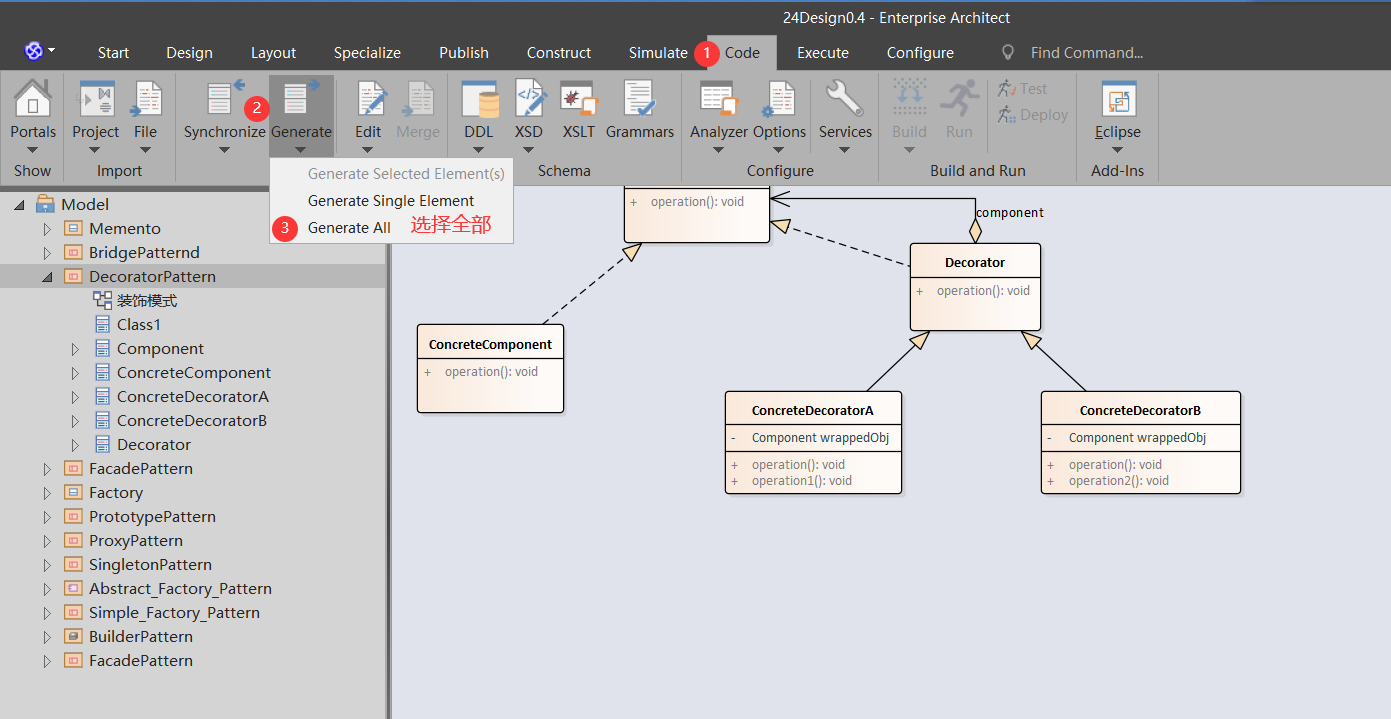 24Design0.4 - Enterprise Architect
Start Design Layout Specialize Publish Construct Simulate 1 Code Execute Configure Find Command...
Portals Project File Synchronize 2 Generate Edit Merge DDL XSD XSLT Grammars Analyzer Options Services Build Run Test Deploy Eclipse
Show Import Schema Configure Build and Run Add-Ins
Generate Selected Element(s)
Generate Single Element
3 Generate All 选择全部
Model
Memento
BridgePatternd
DecoratorPattern
装饰模式
Class1
Component
ConcreteComponent
ConcreteDecoratorA
ConcreteDecoratorB
Decorator
FacadePattern
Factory
PrototypePattern
ProxyPattern
SingletonPattern
Abstract_Factory_Pattern
Simple_Factory_Pattern
BuilderPattern
FacadePattern
+ operation(): void
component
Decorator
+ operation(): void
ConcreteComponent
+ operation(): void
ConcreteDecoratorA
- Component wrappedObj
+ operation(): void
+ operation1(): void
ConcreteDecoratorB
- Component wrappedObj
+ operation(): void
+ operation2(): void